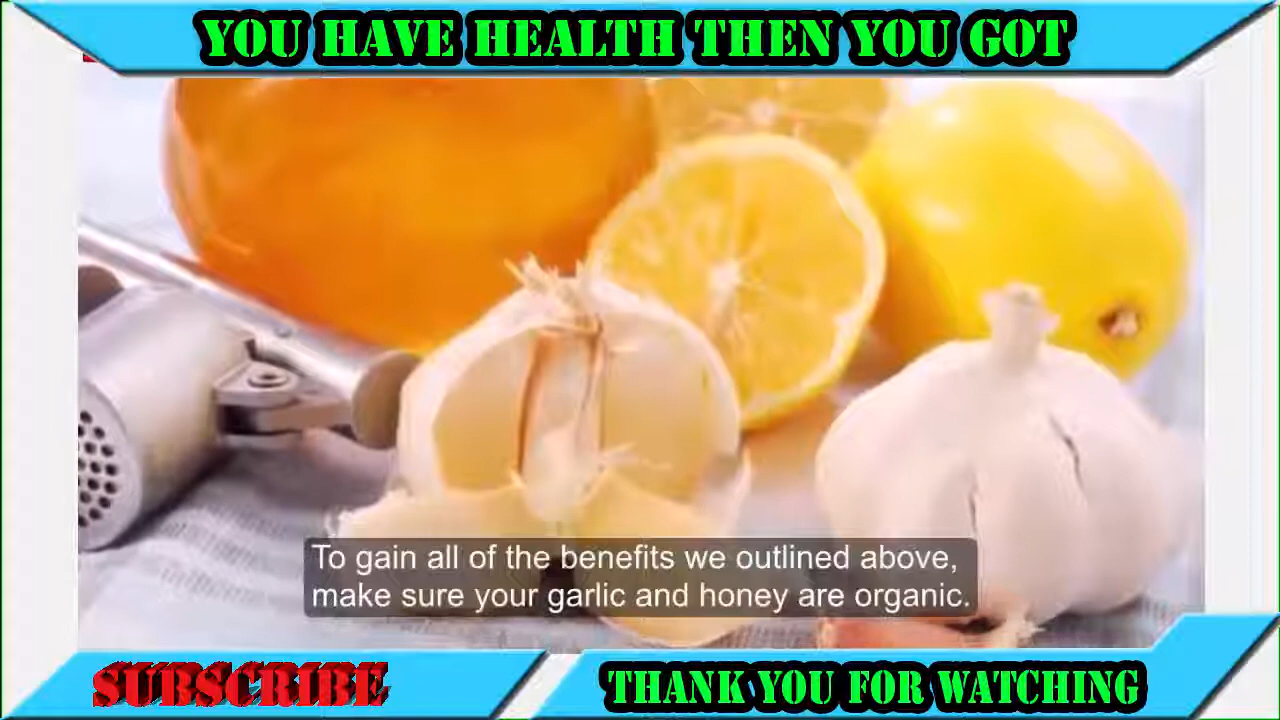 YOU HAVE HEALTH THEN YOU GOT
To gain all of the benefits we outlined above,
make sure your garlic and honey are organic.
SUBSCRIBE
THANK YOU FOR WATCHING